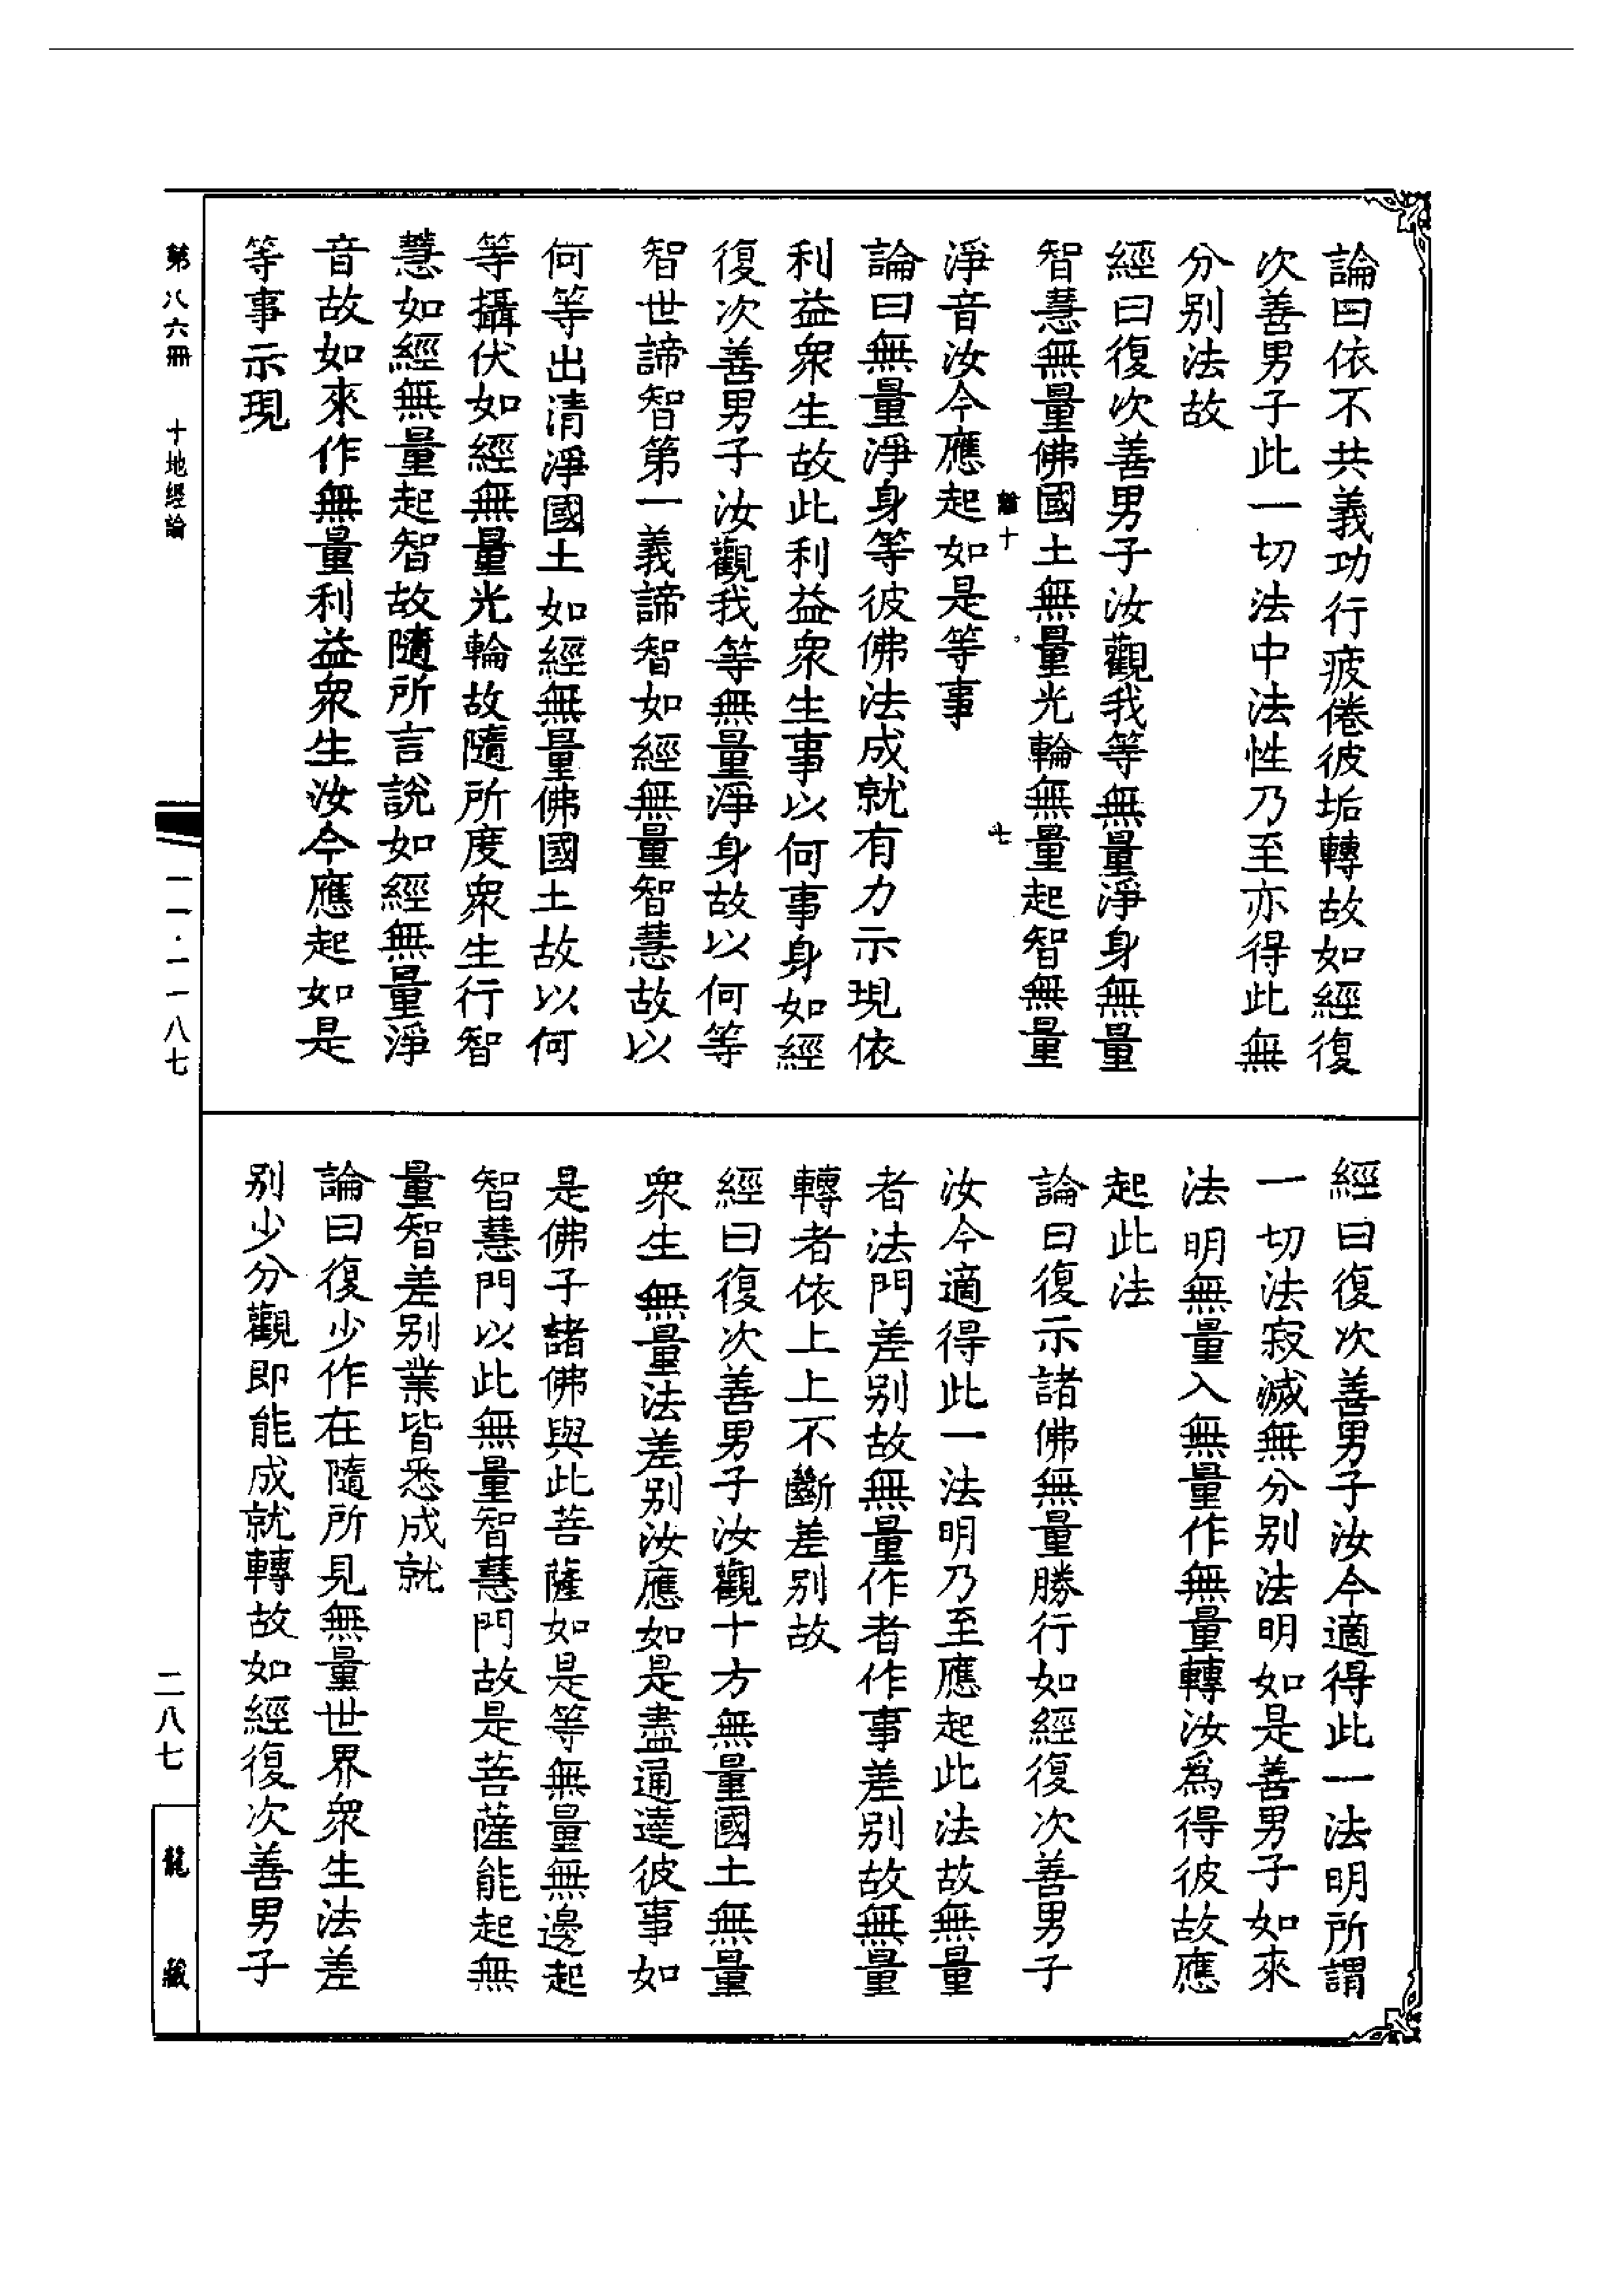 論曰依不共義功行疲倦彼垢轉故如經復
次善男子此一切法中法性乃至亦得此無
分别法故
經曰復次善男子汝觀我等無量淨身無量
智慧無量佛國土無量光輪無量起智無量
十
七
淨音汝今應起如是等事
論曰無量淨身等彼佛法成就有力示現依
利益衆生故此利益衆生事以何事身如經
復次善男子汝觀我等無量淨身故以何等
智世諦智第一義諦智如經無量智慧故以
何等出清淨國土如經無量佛國土故以何
等攝伏如經無量光輪故隨所度衆生行智
慧如經無量起智故隨所言說如經無量淨
音故如來作無量利益衆生汝今應起如是
等事示現
經曰復次善男子汝今適得此一法明所謂
一切法寂滅無分别法明如是善男子如來
法明無量入無量作無量轉汝爲得彼故應
起此法
論曰復示諸佛無量勝行如經復次善男子
汝今適得此一法明乃至應起此法故無量
者法門差别故無量作者作事差别故無量
轉者依上上不斷差别故
經曰復次善男子汝觀十方無量國土無量
衆生無量法差别汝應如是盡通達彼事如
是佛子諸佛與此菩薩如是等無量無邊起
智慧門以此無量智慧門故是菩薩能起無
量智差别業皆悉成就
論曰復少作在隨所見無量世界衆生法差
别少分觀即能成就轉故如經復次善男子
第八六冊 十地經論
一一·一一八七
二八七
龍藏